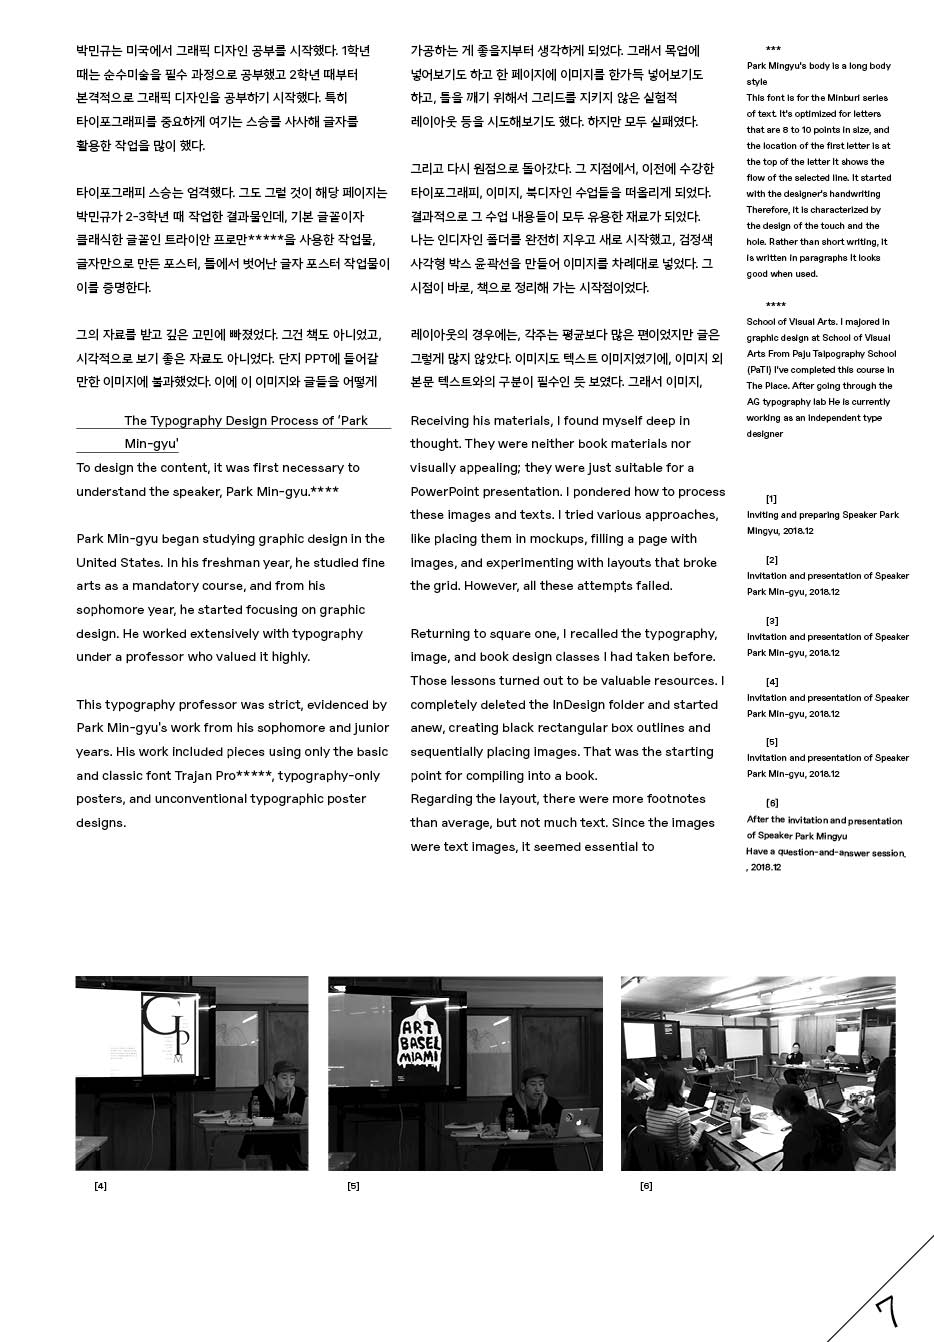 박민규는 미국에서 그래픽 디자인 공부를 시작했다. 1학년
때는 순수미술을 필수 과정으로 공부했고 2학년 때부터
본격적으로 그래픽 디자인을 공부하기 시작했다. 특히
타이포그래피를 중요하게 여기는 스승을 사사해 글자를
활용한 작업을 많이 했다.
타이포그래피 스승는 엄격했다. 그도 그럴 것이 해당 페이지는
박민규가 2-3학년 때 작업한 결과물인데, 기본 글꼴이자
클래식한 글꼴인 트라이안 프로만*****을 사용한 작업물,
글자만으로 만든 포스터, 틀에서 벗어난 글자 포스터 작업물이
이를 증명한다.
그의 자료를 받고 깊은 고민에 빠졌었다. 그건 책도 아니었고,
시각적으로 보기 좋은 자료도 아니었다. 단지 PPT에 들어갈
만한 이미지에 불과했었다. 이에 이 이미지와 글들을 어떻게
The Typography Design Process of ‘Park
Min-gyu'
To design the content, it was first necessary to
understand the speaker, Park Min-gyu.****
Park Min-gyu began studying graphic design in the
United States. In his freshman year, he studied fine
arts as a mandatory course, and from his
sophomore year, he started focusing on graphic
design. He worked extensively with typography
under a professor who valued it highly.
This typography professor was strict, evidenced by
Park Min-gyu's work from his sophomore and junior
years. His work included pieces using only the basic
and classic font Trajan Pro*****, typography-only
posters, and unconventional typographic poster
designs.
가공하는 게 좋을지부터 생각하게 되었다. 그래서 목업에
넣어보기도 하고 한 페이지에 이미지를 한가득 넣어보기도
하고, 틀을 깨기 위해서 그리드를 지키지 않은 실험적
레이아웃 등을 시도해보기도 했다. 하지만 모두 실패였다.
그리고 다시 원점으로 돌아갔다. 그 지점에서, 이전에 수강한
타이포그래피, 이미지, 북디자인 수업들을 떠올리게 되었다.
결과적으로 그 수업 내용들이 모두 유용한 재료가 되었다.
나는 인디자인 폴더를 완전히 지우고 새로 시작했고, 검정색
사각형 박스 윤곽선을 만들어 이미지를 차례대로 넣었다. 그
시점이 바로, 책으로 정리해 가는 시작점이었다.
레이아웃의 경우에는, 각주는 평균보다 많은 편이었지만 글은
그렇게 많지 않았다. 이미지도 텍스트 이미지였기에, 이미지 외
본문 텍스트와의 구분이 필수인 듯 보였다. 그래서 이미지,
Receiving his materials, I found myself deep in
thought. They were neither book materials nor
visually appealing; they were just suitable for a
PowerPoint presentation. I pondered how to process
these images and texts. I tried various approaches,
like placing them in mockups, filling a page with
images, and experimenting with layouts that broke
the grid. However, all these attempts failed.
Returning to square one, I recalled the typography,
image, and book design classes I had taken before.
Those lessons turned out to be valuable resources. I
completely deleted the InDesign folder and started
anew, creating black rectangular box outlines and
sequentially placing images. That was the starting
point for compiling into a book.
Regarding the layout, there were more footnotes
than average, but not much text. Since the images
were text images, it seemed essential to
***
Park Mingyu's body is a long body
style
This font is for the Minburi series
of text. It's optimized for letters
that are 8 to 10 points in size, and
the location of the first letter is at
the top of the letter It shows the
flow of the selected line. It started
with the designer's handwriting
Therefore, it is characterized by
the design of the touch and the
hole. Rather than short writing, it
is written in paragraphs It looks
good when used.
****
School of Visual Arts. I majored in
graphic design at School of Visual
Arts From Paju Taipography School
(PaTI) I've completed this course in
The Place. After going through the
AG typography lab He is currently
working as an independent type
designer
[1]
Inviting and preparing Speaker Park
Mingyu, 2018.12
[2]
Invitation and presentation of Speaker
Park Min-gyu, 2018.12
[3]
Invitation and presentation of Speaker
Park Min-gyu, 2018.12
[4]
Invitation and presentation of Speaker
Park Min-gyu, 2018.12
[5]
Invitation and presentation of Speaker
Park Min-gyu, 2018.12
[6]
After the invitation and presentation
of Speaker Park Mingyu
Have a question-and-answer session.
, 2018.12
G
P
M
ART
BASEL
MIAMI
[4]
[5]
[6]
7